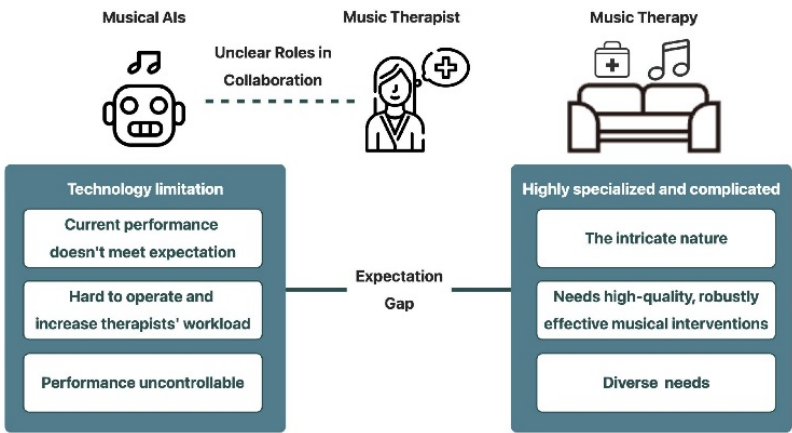 Musical AIs
Music Therapist
Music Therapy
Unclear Roles in
Collaboration
Technology limitation
Current performance
doesn't meet expectation
Hard to operate and
increase therapists' workload
Performance uncontrollable
Expectation
Gap
Highly specialized and complicated
The intricate nature
Needs high-quality, robustly
effective musical interventions
Diverse needs